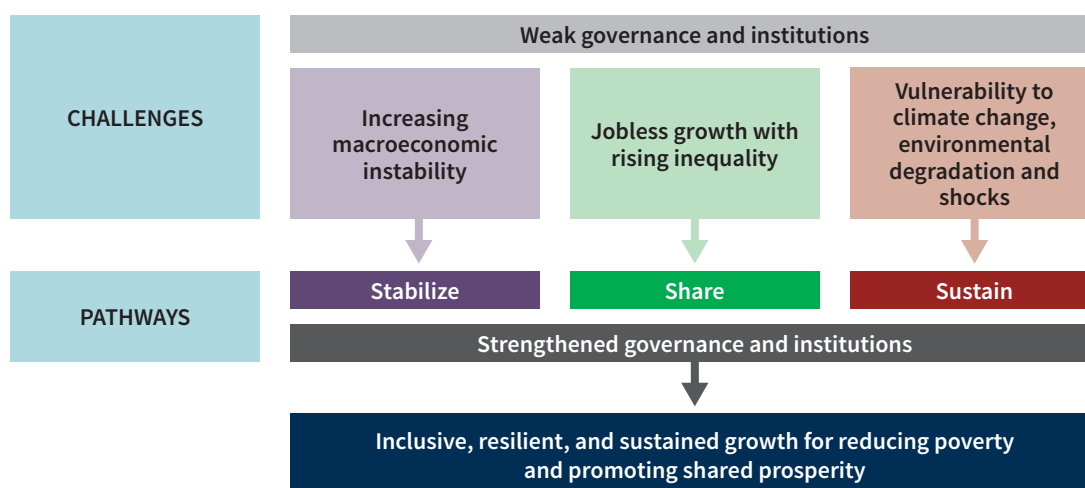 CHALLENGES
Weak governance and institutions
Increasing
macroeconomic
instability
Jobless growth with
rising inequality
Vulnerability to
climate change,
environmental
degradation and
shocks
PATHWAYS
Stabilize
Share
Sustain
Strengthened governance and institutions
Inclusive, resilient, and sustained growth for reducing poverty
and promoting shared prosperity